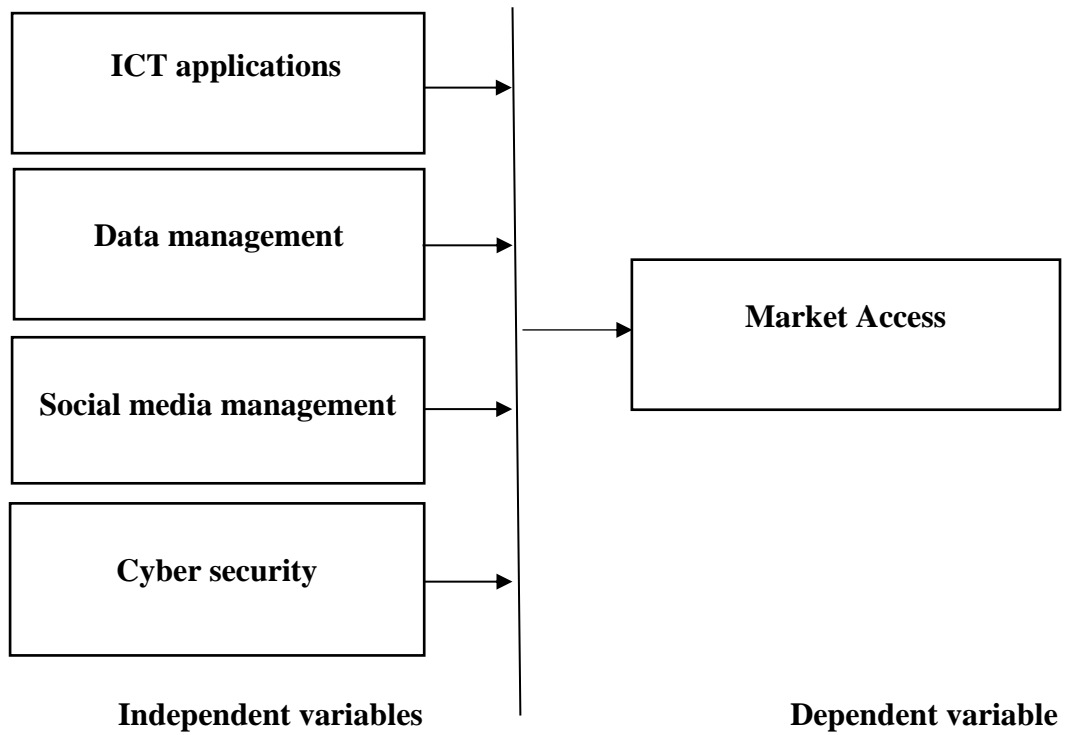 ICT applications
Data management
Social media management
Cyber security
Market Access
Independent variables
Dependent variable